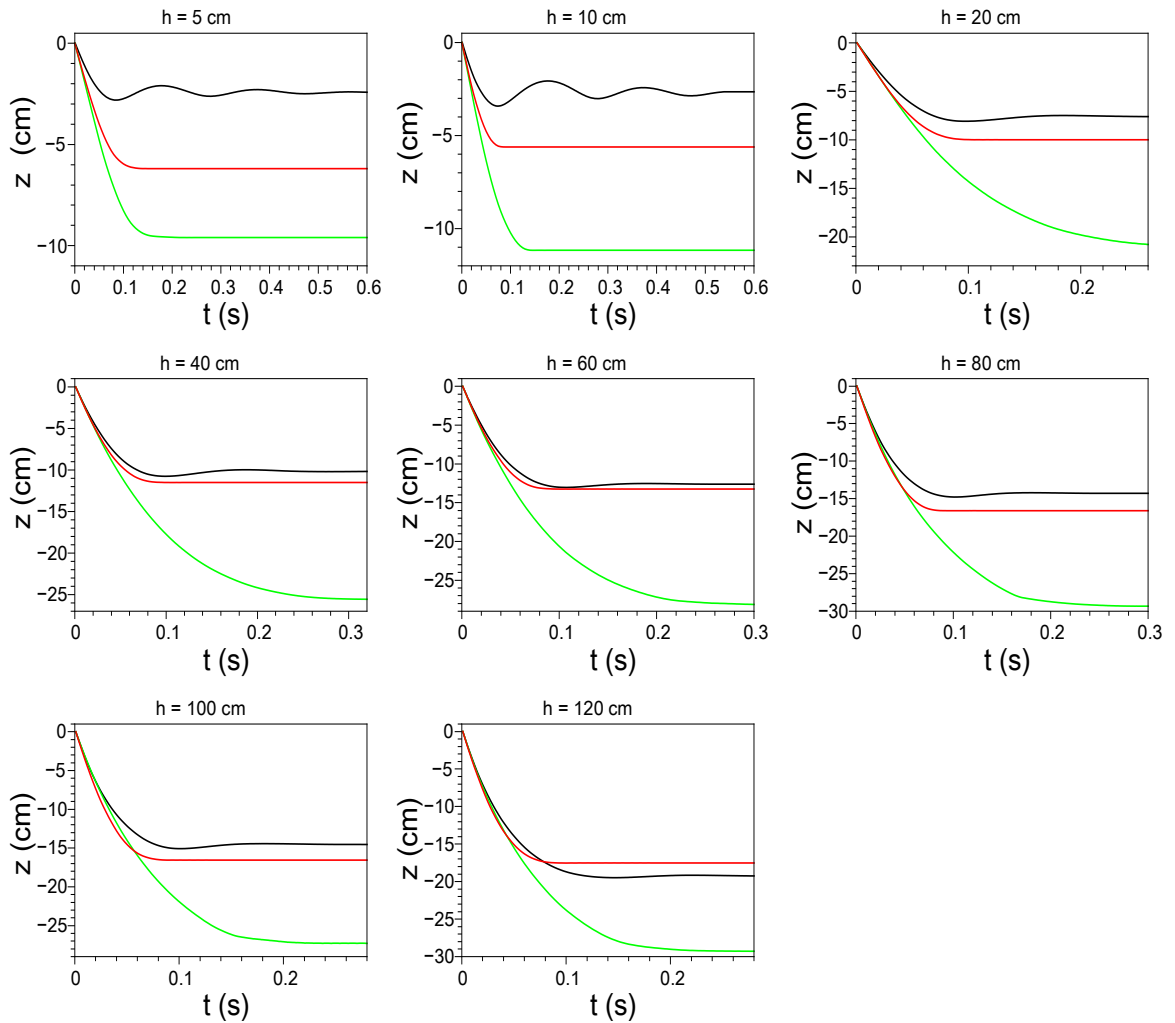 h = 5 cm
0
−5
−10
z (cm)
0 0.1 0.2 0.3 0.4 0.5 0.6
t (s)
h = 10 cm
0
−5
−10
z (cm)
0 0.1 0.2 0.3 0.4 0.5 0.6
t (s)
h = 20 cm
0
−5
−10
−15
−20
z (cm)
0 0.1 0.2
t (s)
h = 40 cm
0
−5
−10
−15
−20
−25
z (cm)
0 0.1 0.2 0.3
t (s)
h = 60 cm
0
−5
−10
−15
−20
−25
z (cm)
0 0.1 0.2 0.3
t (s)
h = 80 cm
0
−5
−10
−15
−20
−25
−30
z (cm)
0 0.1 0.2 0.3
t (s)
h = 100 cm
0
−5
−10
−15
−20
−25
z (cm)
0 0.1 0.2
t (s)
h = 120 cm
0
−5
−10
−15
−20
−25
−30
z (cm)
0 0.1 0.2
t (s)